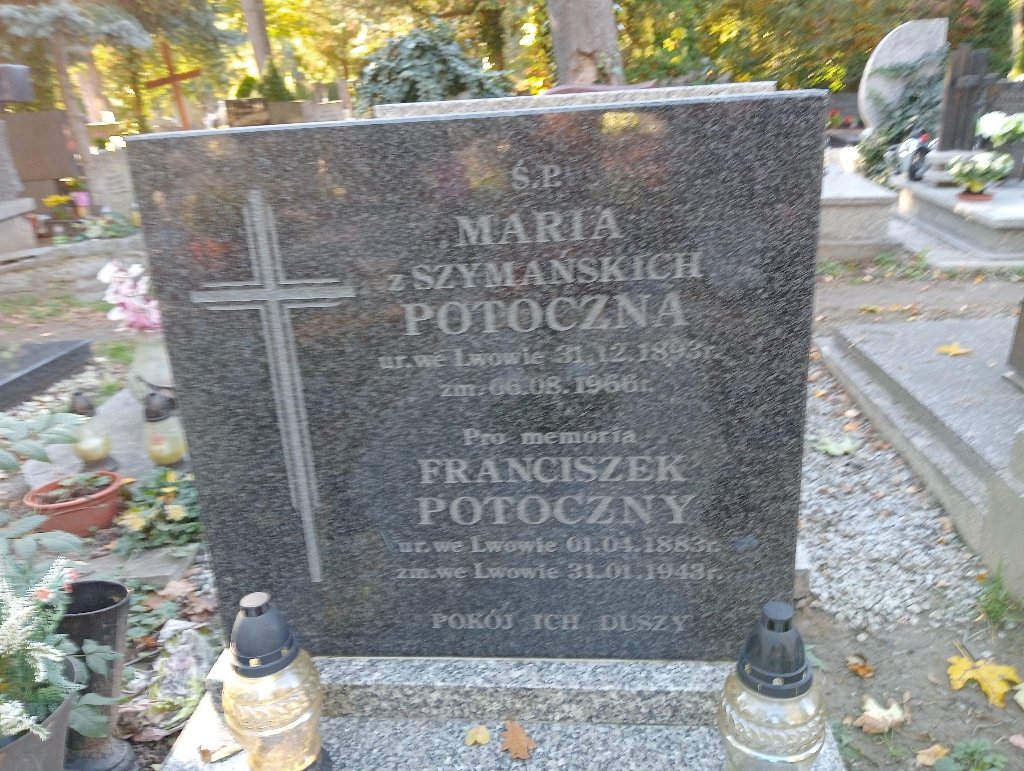 Ś.P.
MARIA
z SZYMAŃSKICH
POTOCZNA
ur. we Lwowie 31.12.1893r.
zm. 06.08.1966r.
Pro memoria
FRANCISZEK
POTOCZNY
ur. we Lwowie 01.04.1883r.
zm. we Lwowie 31.01.1943r.
POKÓJ ICH DUSZY